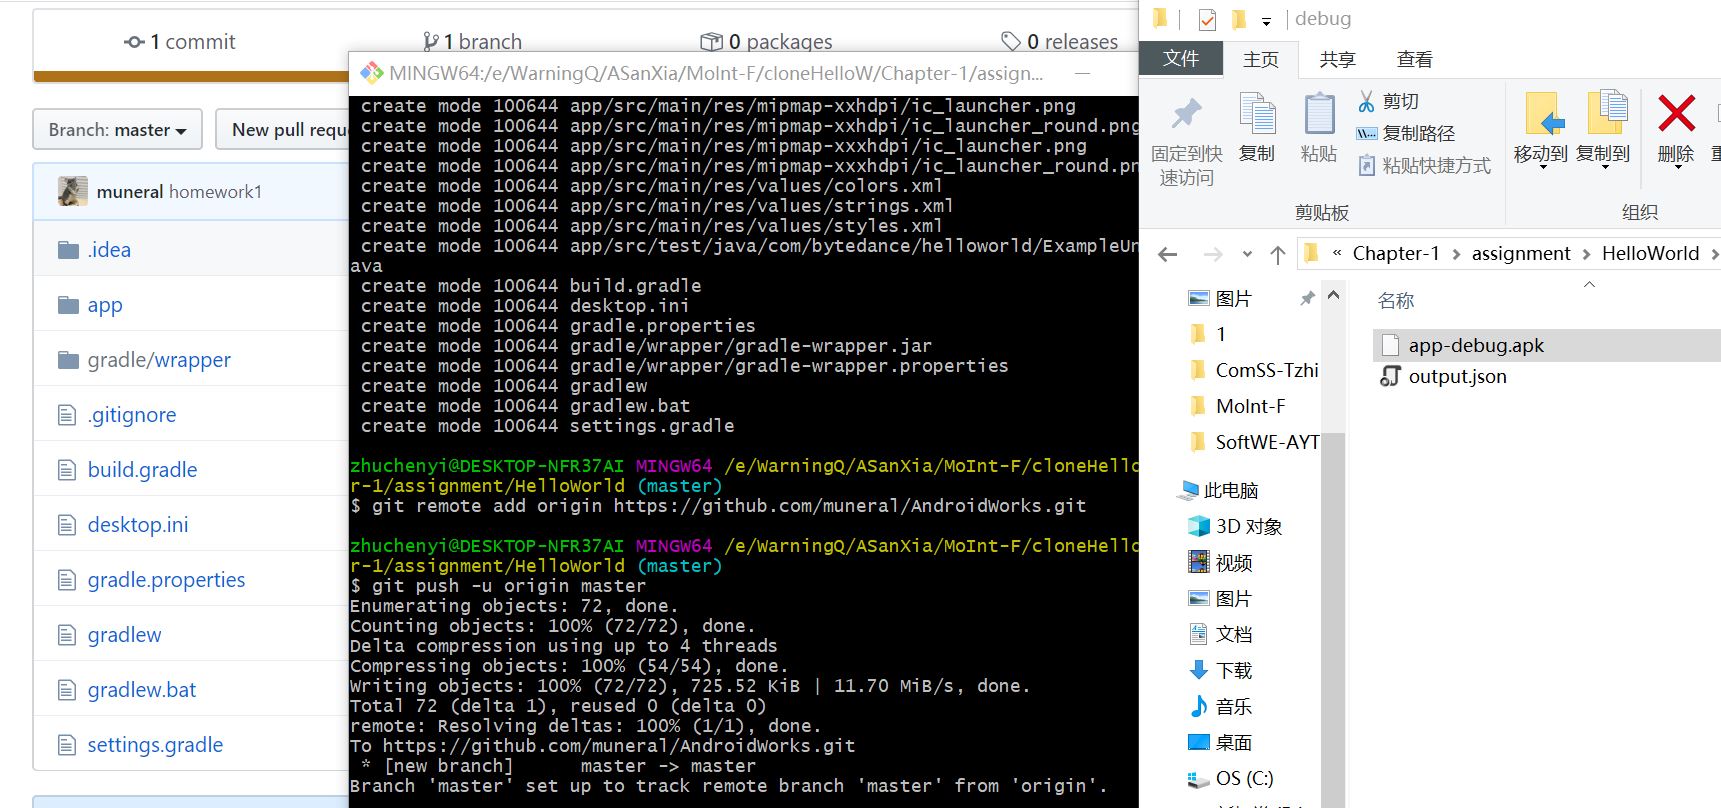 1 commit
1 branch
0 packages
0 releases
Branch: master
New pull requ
muneral homework1
.idea
app
gradle/wrapper
.gitignore
build.gradle
desktop.ini
gradle.properties
gradlew
gradlew.bat
settings.gradle
MINGW64:/e/WarningQ/ASanXia/MoInt-F/cloneHelloW/Chapter-1/assign...
create mode 100644 app/src/main/res/mipmap-xxhdpi/ic_launcher.png
create mode 100644 app/src/main/res/mipmap-xxhdpi/ic_launcher_round.png
create mode 100644 app/src/main/res/mipmap-xxxhdpi/ic_launcher.png
create mode 100644 app/src/main/res/mipmap-xxxhdpi/ic_launcher_round.pn
create mode 100644 app/src/main/res/values/colors.xml
create mode 100644 app/src/main/res/values/strings.xml
create mode 100644 app/src/main/res/values/styles.xml
create mode 100644 app/src/test/java/com/bytedance/helloworld/ExampleUn
ava
create mode 100644 build.gradle
create mode 100644 desktop.ini
create mode 100644 gradle.properties
create mode 100644 gradle/wrapper/gradle-wrapper.jar
create mode 100644 gradle/wrapper/gradle-wrapper.properties
create mode 100644 gradlew
create mode 100644 gradlew.bat
create mode 100644 settings.gradle
zhuchenyi@DESKTOP-NFR37AI MINGW64 /e/WarningQ/ASanXia/MoInt-F/cloneHello
r-1/assignment/HelloWorld (master)
$ git remote add origin https://github.com/muneral/AndroidWorks.git
zhuchenyi@DESKTOP-NFR37AI MINGW64 /e/WarningQ/ASanXia/MoInt-F/cloneHello
r-1/assignment/HelloWorld (master)
$ git push -u origin master
Enumerating objects: 72, done.
Counting objects: 100% (72/72), done.
Delta compression using up to 4 threads
Compressing objects: 100% (54/54), done.
Writing objects: 100% (72/72), 725.52 KiB | 11.70 MiB/s, done.
Total 72 (delta 1), reused 0 (delta 0)
remote: Resolving deltas: 100% (1/1), done.
To https://github.com/muneral/AndroidWorks.git
* [new branch]      master -> master
Branch 'master' set up to track remote branch 'master' from 'origin'.
debug
文件
主页
共享
查看
固定到快
速访问
复制
粘贴
剪切
复制路径
粘贴快捷方式
剪贴板
移动到
复制到
删除
组织
« Chapter-1 > assignment > HelloWorld >
图片
1
ComSS-Tzhi
MoInt-F
SoftWE-AYT
此电脑
3D 对象
视频
图片
文档
下载
音乐
桌面
OS (C:)
名称
app-debug.apk
output.json